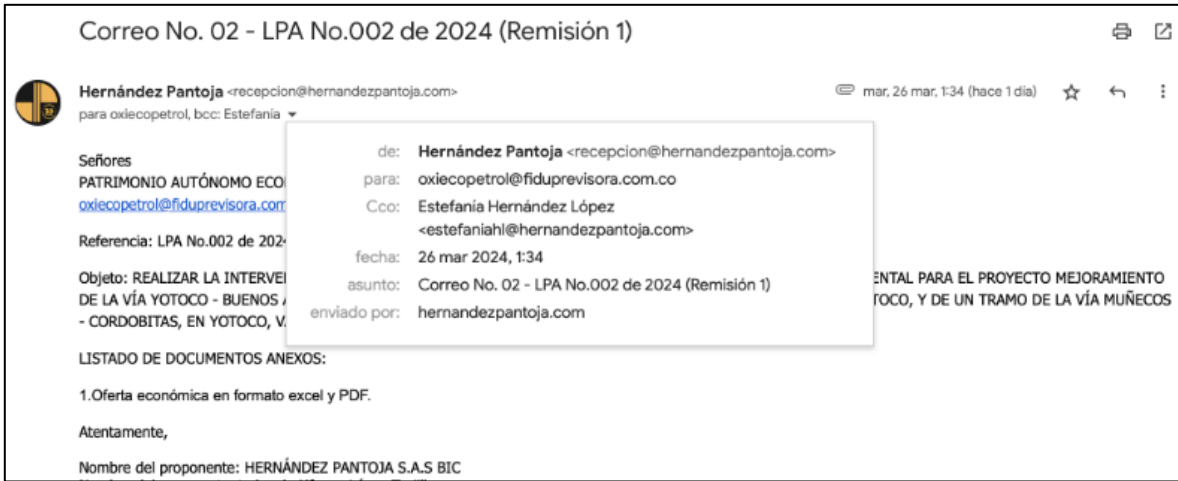 Correo No. 02 - LPA No.002 de 2024 (Remisión 1)
Hernández Pantoja <recepcion@hernandezpantoja.com>
mar, 26 mar, 1:34 (hace 1 día)
para oxiecopetrol, bcc: Estefanía
de: Hernández Pantoja <recepcion@hernandezpantoja.com>
para: oxiecopetrol@fiduprevisora.com.co
Cco: Estefanía Hernández López
<estefaniahl@hernandezpantoja.com>
fecha: 26 mar 2024, 1:34
asunto: Correo No. 02 - LPA No.002 de 2024 (Remisión 1)
enviado por: hernandezpantoja.com
Señores
PATRIMONIO AUTÓNOMO ECO
oxiecopetrol@fiduprevisora.com
Referencia: LPA No.002 de 202
Objeto: REALIZAR LA INTERVE ENTAL PARA EL PROYECTO MEJORAMIENTO
DE LA VÍA YOTOCO - BUENOS TOCO, Y DE UN TRAMO DE LA VÍA MUÑECOS
- CORDOBITAS, EN YOTOCO, V
LISTADO DE DOCUMENTOS ANEXOS:
1.Oferta económica en formato excel y PDF.
Atentamente,
Nombre del proponente: HERNÁNDEZ PANTOJA S.A.S BIC